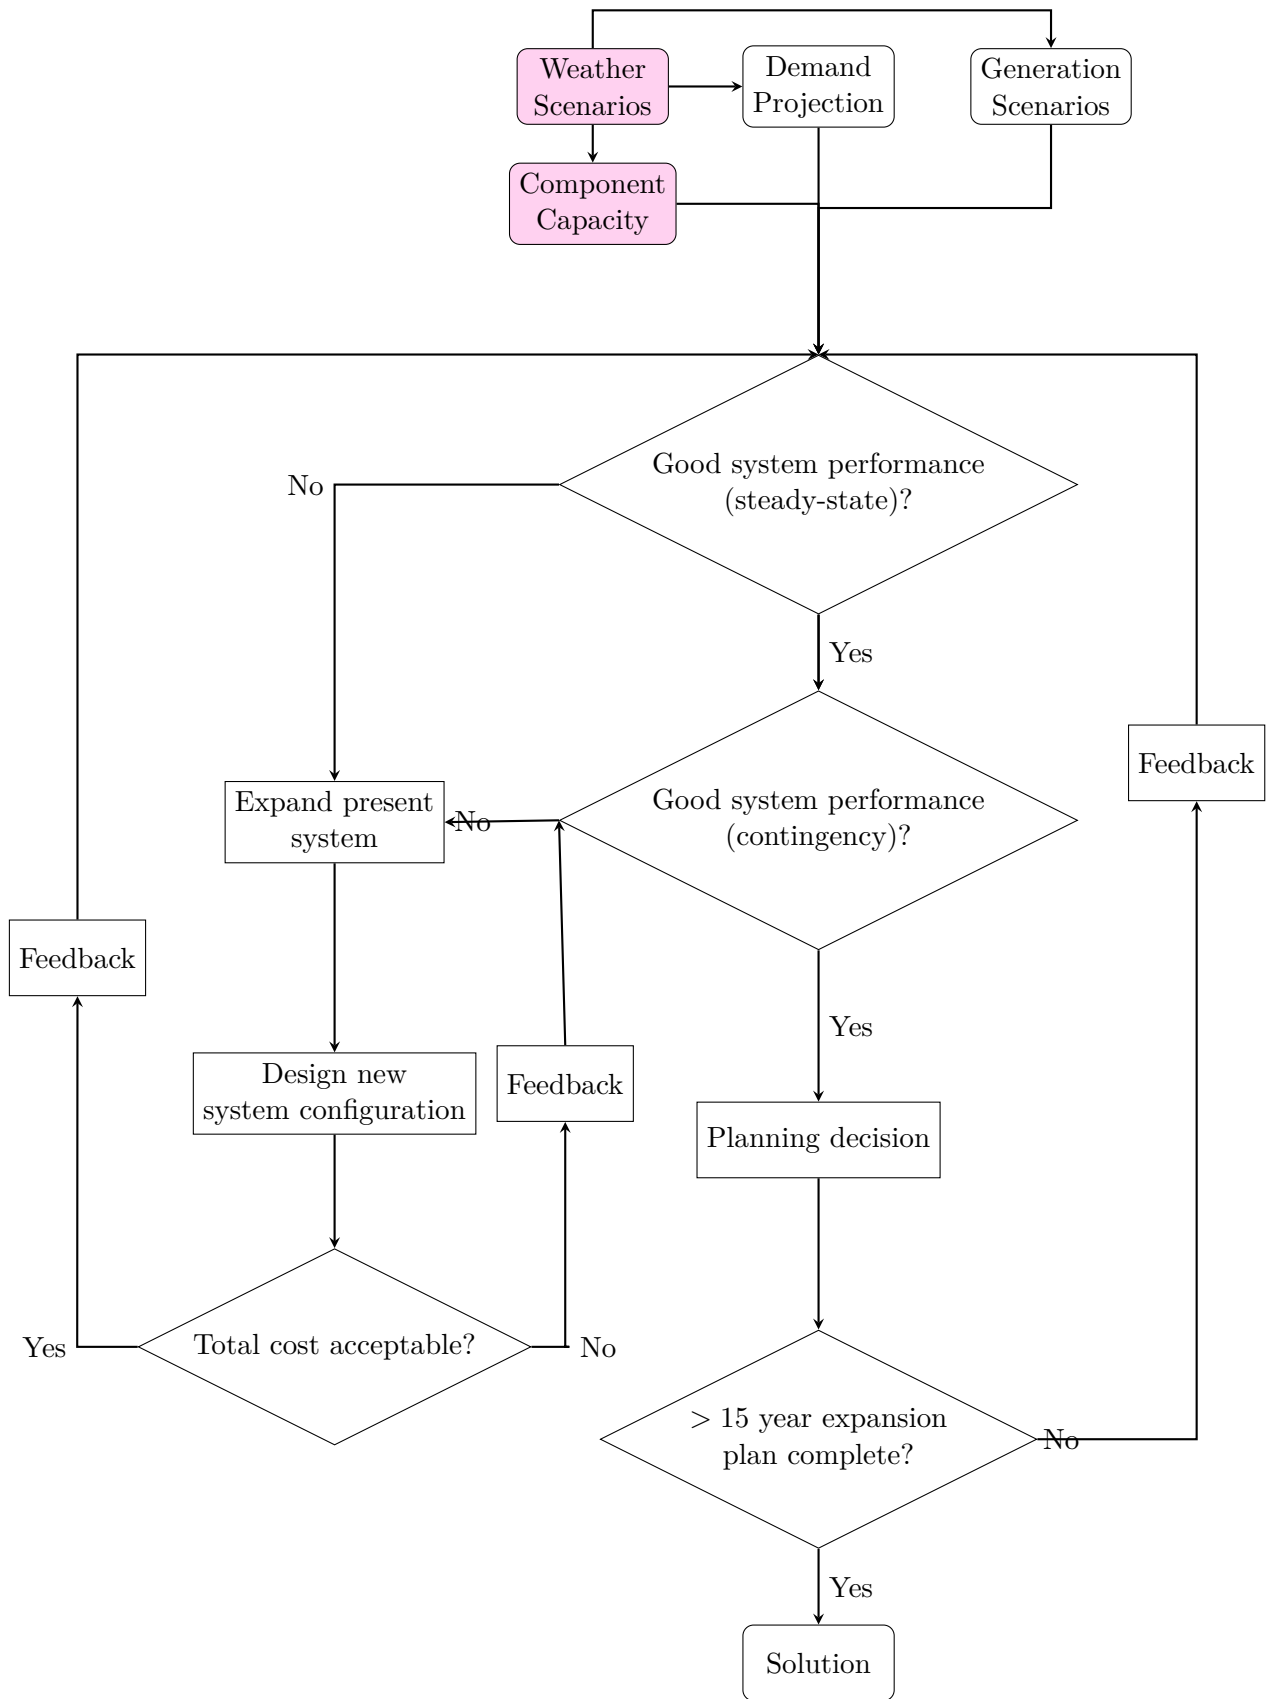 Weather
Scenarios
Demand
Projection
Generation
Scenarios
Component
Capacity
Good system performance
(steady-state)?
No
Yes
Good system performance
(contingency)?
No
Expand present
system
Feedback
Feedback
Yes
Design new
system configuration
Feedback
Planning decision
Total cost acceptable?
Yes
No
> 15 year expansion
plan complete?
No
Yes
Solution